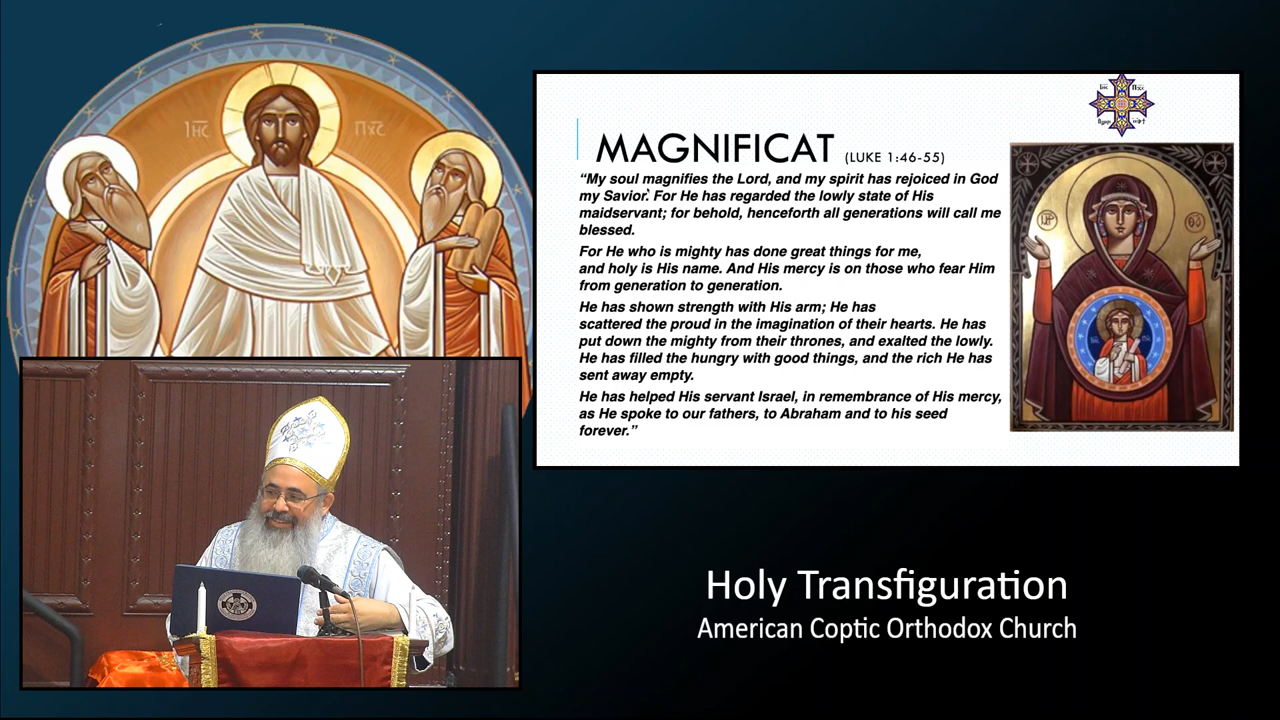 ⲒⲎⲤ
ⲠⲬⲤ
MAGNIFICAT (LUKE 1:46-55)
“My soul magnifies the Lord, and my spirit has rejoiced in God
my Savior. For He has regarded the lowly state of His
maidservant; for behold, henceforth all generations will call me
blessed.
For He who is mighty has done great things for me,
and holy is His name. And His mercy is on those who fear Him
from generation to generation.
He has shown strength with His arm; He has
scattered the proud in the imagination of their hearts. He has
put down the mighty from their thrones, and exalted the lowly.
He has filled the hungry with good things, and the rich He has
sent away empty.
He has helped His servant Israel, in remembrance of His mercy,
as He spoke to our fathers, to Abraham and to his seed
forever.”
Holy Transfiguration
American Coptic Orthodox Church